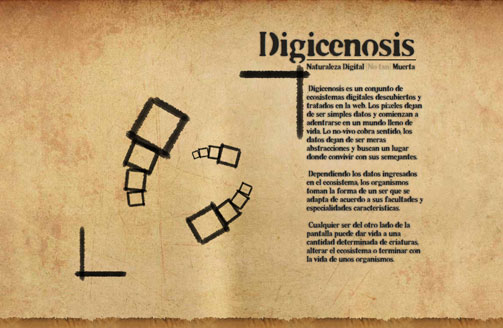 Digicenosis
Naturaleza Digital No tan Muerta
Digicenosis es un conjunto de
ecosistemas digitales descubiertos y
tratados en la web. Los pixeles dejan
de ser simples datos y comienzan a
adentrarse en un mundo lleno de
vida. Lo no-vivo cobra sentido, los
datos dejan de ser meras
abstracciones y buscan un lugar
donde convivir con sus semejantes.
Dependiendo los datos ingresados
en el ecosistema, los organismos
toman la forma de un ser que se
adapta de acuerdo a sus facultades y
especialidades características.
Cualquier ser del otro lado de la
pantalla puede dar vida a una
cantidad determinada de criaturas,
alterar el ecosistema o terminar con
la vida de unos organismos.